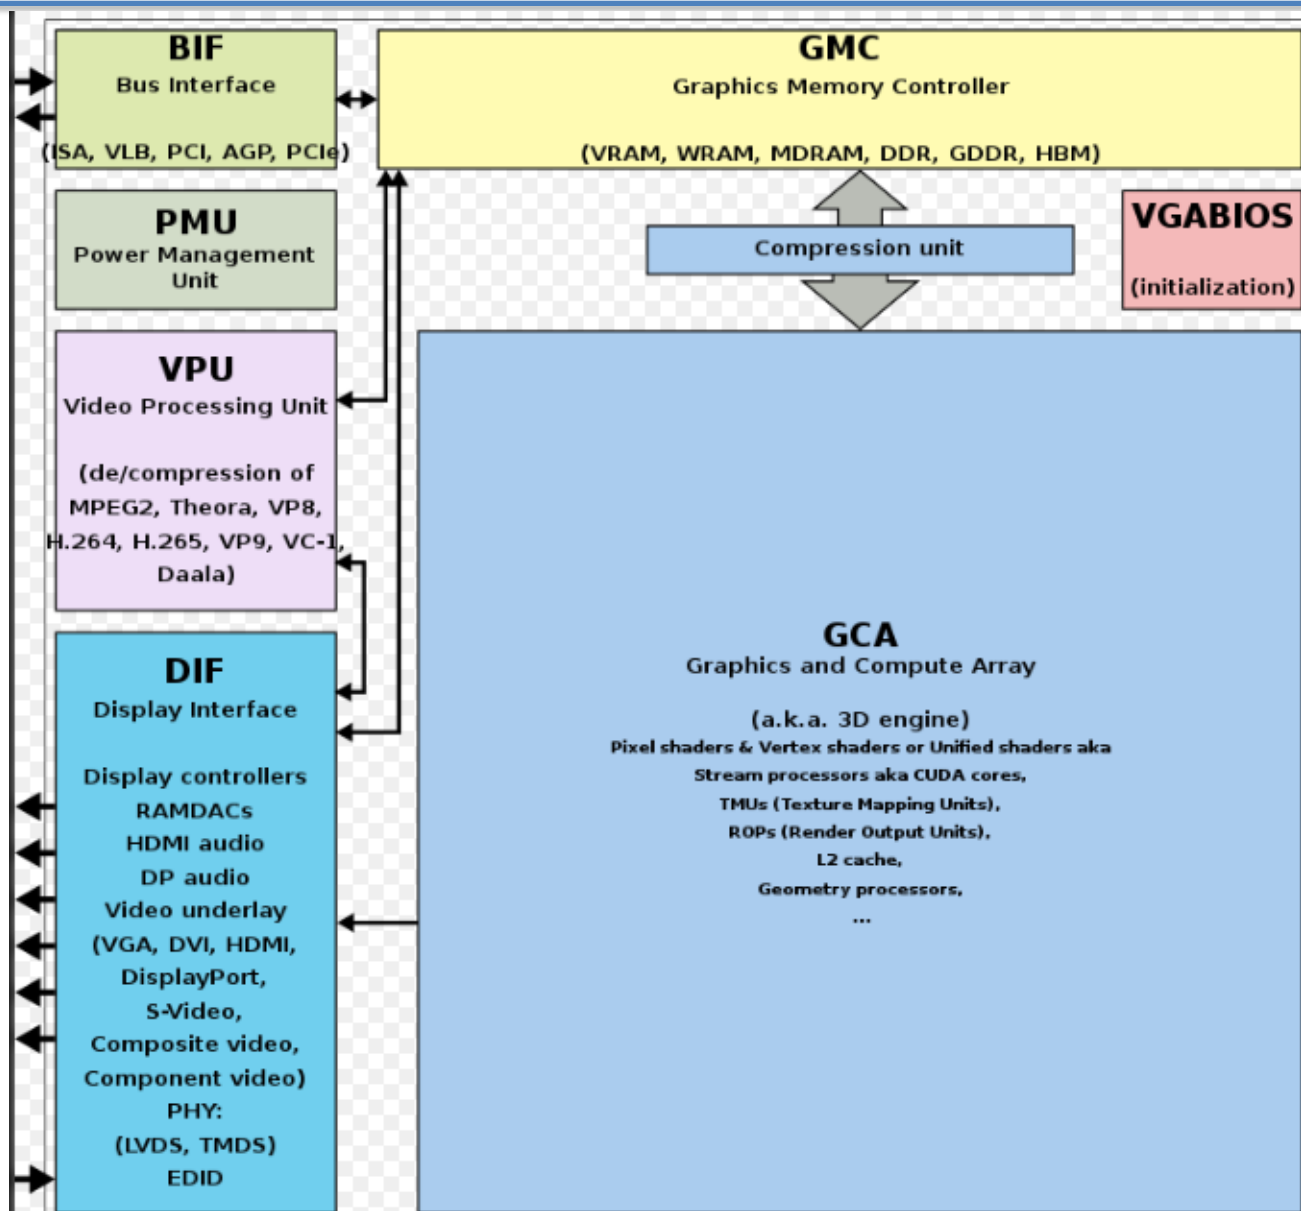 BIF
Bus Interface
(ISA, VLB, PCI, AGP, PCIe)
GMC
Graphics Memory Controller
(VRAM, WRAM, MDRAM, DDR, GDDR, HBM)
PMU
Power Management
Unit
Compression unit
VGABIOS
(initialization)
VPU
Video Processing Unit
(de/compression of
MPEG2, Theora, VP8,
H.264, H.265, VP9, VC-1,
Daala)
DIF
Display Interface
Display controllers
RAMDACs
HDMI audio
DP audio
Video underlay
(VGA, DVI, HDMI,
DisplayPort,
S-Video,
Composite video,
Component video)
PHY:
(LVDS, TMDS)
EDID
GCA
Graphics and Compute Array
(a.k.a. 3D engine)
Pixel shaders & Vertex shaders or Unified shaders aka
Stream processors aka CUDA cores,
TMUs (Texture Mapping Units),
ROPs (Render Output Units),
L2 cache,
Geometry processors,
...